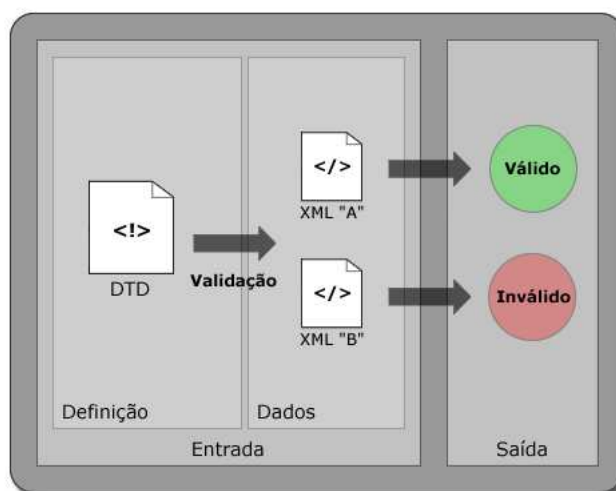 <!>
DTD
Validação
</>
XML "A"
</>
XML "B"
Válido
Inválido
Definição
Dados
Entrada
Saída